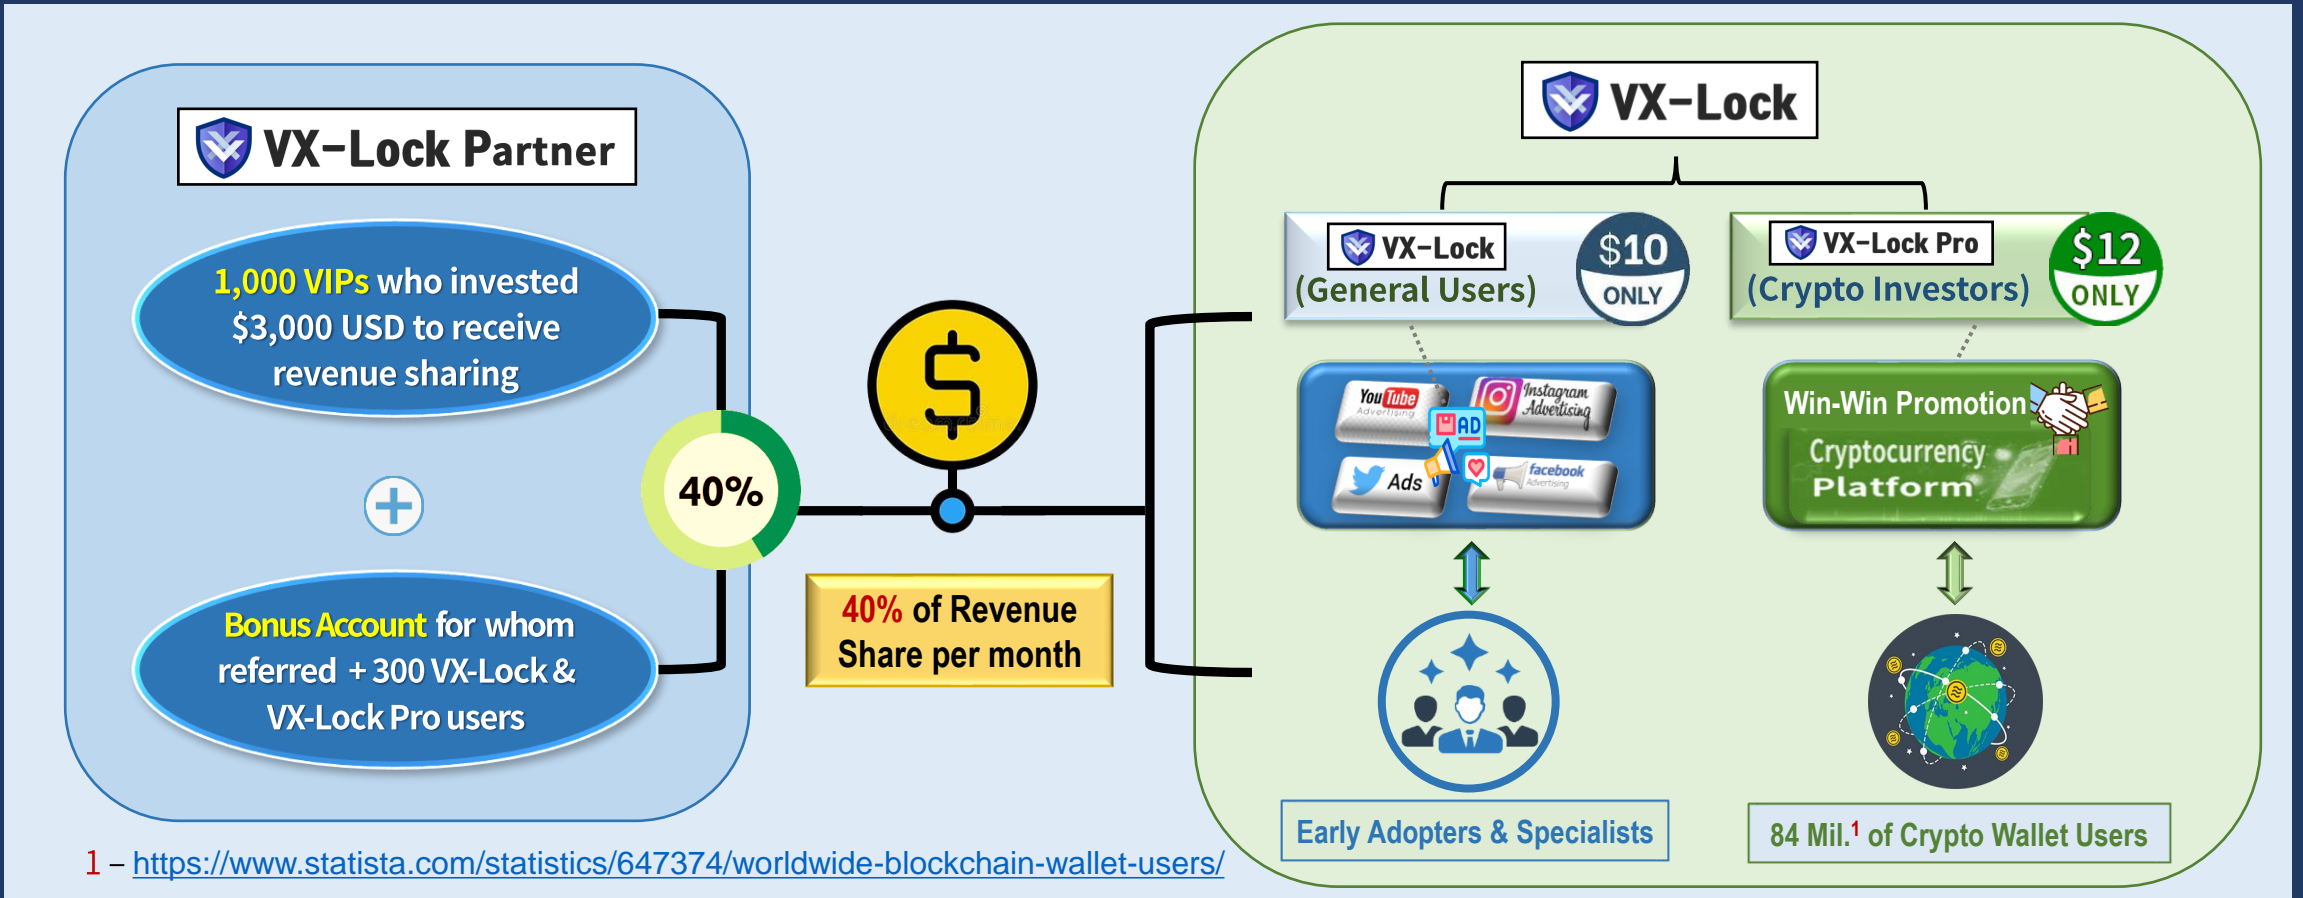 VX-Lock Partner
1,000 VIPs who invested
$3,000 USD to receive
revenue sharing
Bonus Account for whom
referred + 300 VX-Lock &
VX-Lock Pro users
40%
$
40% of Revenue
Share per month
VX-Lock
VX-Lock
(General Users)
$10
ONLY
VX-Lock Pro
(Crypto Investors)
$12
ONLY
YouTube
Advertising
Instagram
Advertising
AD
Ads
facebook
Advertising
Win-Win Promotion
Cryptocurrency
Platform
Early Adopters & Specialists
84 Mil.¹ of Crypto Wallet Users
1 – https://www.statista.com/statistics/647374/worldwide-blockchain-wallet-users/